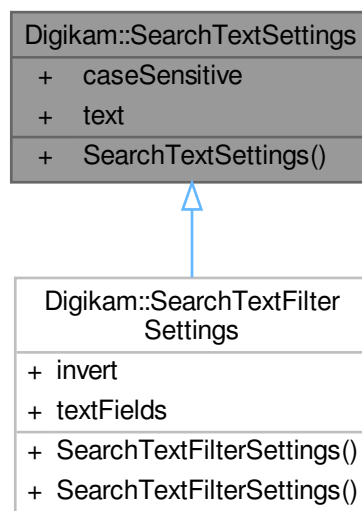 Digikam::SearchTextSettings
+ caseSensitive
+ text
+ SearchTextSettings()
Digikam::SearchTextFilter
Settings
+ invert
+ textFields
+ SearchTextFilterSettings()
+ SearchTextFilterSettings()